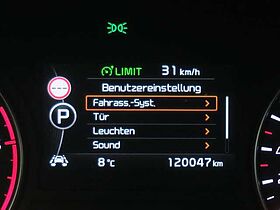 LIMIT 31 km/h
Benutzereinstellung
Fahrass.-Syst. >
Tür >
Leuchten >
Sound >
P
8°C 120047 km